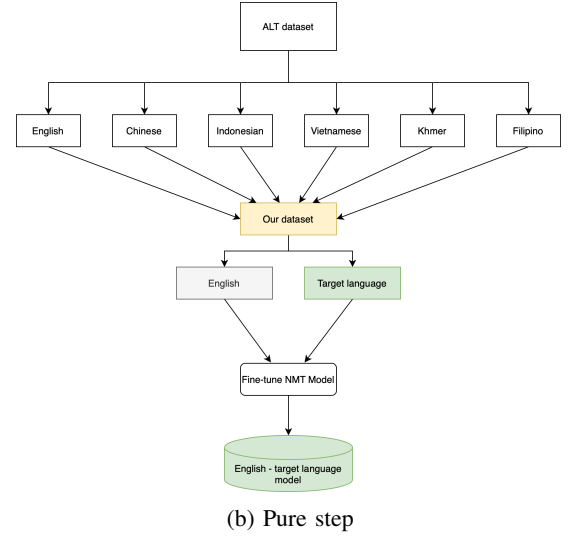 ALT dataset
English
Chinese
Indonesian
Vietnamese
Khmer
Filipino
Our dataset
English
Target language
Fine-tune NMT Model
English - target language
model
(b) Pure step